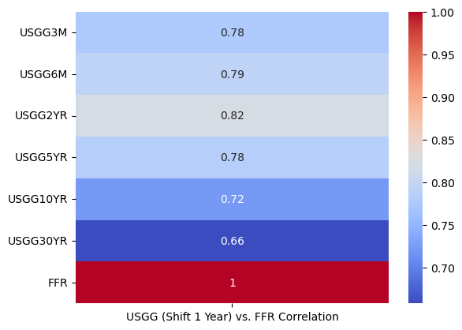 USGG3M 0.78
USGG6M 0.79
USGG2YR 0.82
USGG5YR 0.78
USGG10YR 0.72
USGG30YR 0.66
FFR 1
USGG (Shift 1 Year) vs. FFR Correlation
1.00
0.95
0.90
0.85
0.80
0.75
0.70